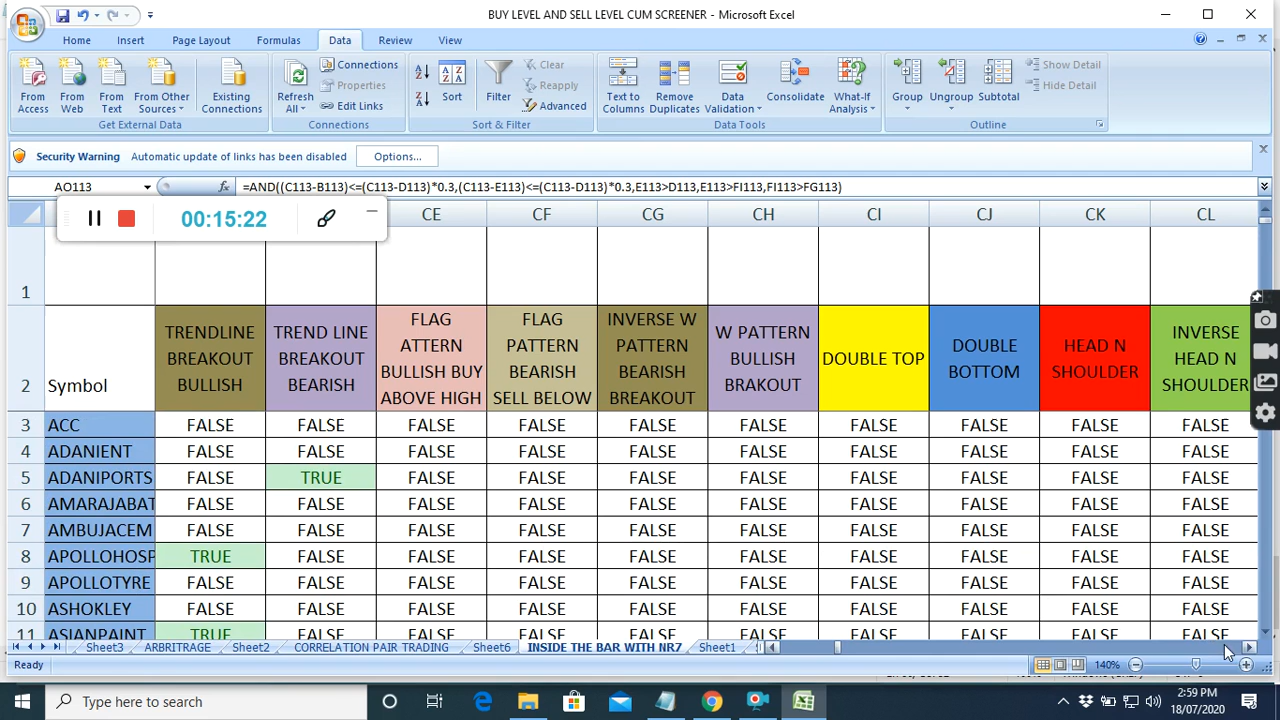 BUY LEVEL AND SELL LEVEL CUM SCREENER - Microsoft Excel
Home Insert Page Layout Formulas Data Review View
From Access
From Web
From Text
From Other Sources
Existing Connections
Get External Data
Refresh All
Connections
Properties
Edit Links
Connections
Sort
Filter
Clear
Reapply
Advanced
Sort & Filter
Text to Columns
Remove Duplicates
Data Validation
Consolidate
What-If Analysis
Data Tools
Group
Ungroup
Subtotal
Show Detail
Hide Detail
Outline
Security Warning Automatic update of links has been disabled Options...
AO113 fx =AND((C113-B113)<=(C113-D113)*0.3,(C113-E113)<=(C113-D113)*0.3,E113>D113,E113>FI113,FI113>FG113)
00:15:22
CE CF CG CH CI CJ CK CL
1
2 Symbol
TRENDLINE BREAKOUT BULLISH
TREND LINE BREAKOUT BEARISH
FLAG ATTERN BULLISH BUY ABOVE HIGH
FLAG PATTERN BEARISH SELL BELOW
INVERSE W PATTERN BEARISH BREAKOUT
W PATTERN BULLISH BRAKOUT
DOUBLE TOP
DOUBLE BOTTOM
HEAD N SHOULDER
INVERSE HEAD N SHOULDER
3 ACC FALSE FALSE FALSE FALSE FALSE FALSE FALSE FALSE FALSE FALSE
4 ADANIENT FALSE FALSE FALSE FALSE FALSE FALSE FALSE FALSE FALSE FALSE
5 ADANIPORTS FALSE TRUE FALSE FALSE FALSE FALSE FALSE FALSE FALSE FALSE
6 AMARAJABAT FALSE FALSE FALSE FALSE FALSE FALSE FALSE FALSE FALSE FALSE
7 AMBUJACEM FALSE FALSE FALSE FALSE FALSE FALSE FALSE FALSE FALSE FALSE
8 APOLLOHOSP TRUE FALSE FALSE FALSE FALSE FALSE FALSE FALSE FALSE FALSE
9 APOLLOTYRE FALSE FALSE FALSE FALSE FALSE FALSE FALSE FALSE FALSE FALSE
10 ASHOKLEY FALSE FALSE FALSE FALSE FALSE FALSE FALSE FALSE FALSE FALSE
11 ASIANPAINT TRUE FALSE FALSE FALSE FALSE FALSE FALSE FALSE FALSE FALSE
Sheet3 ARBRITRAGE Sheet2 CORRELATION PAIR TRADING Sheet6 INSIDE THE BAR WITH NR7 Sheet1
Ready 140%
Type here to search
2:59 PM
18/07/2020